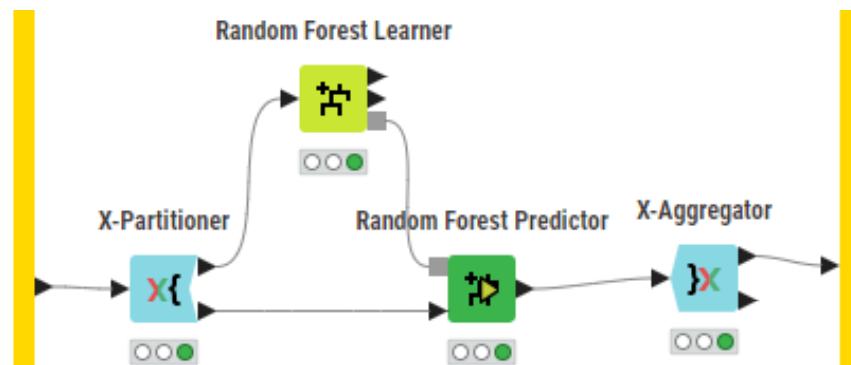 Random Forest Learner
X-Partitioner
Random Forest Predictor
X-Aggregator
X{
}X